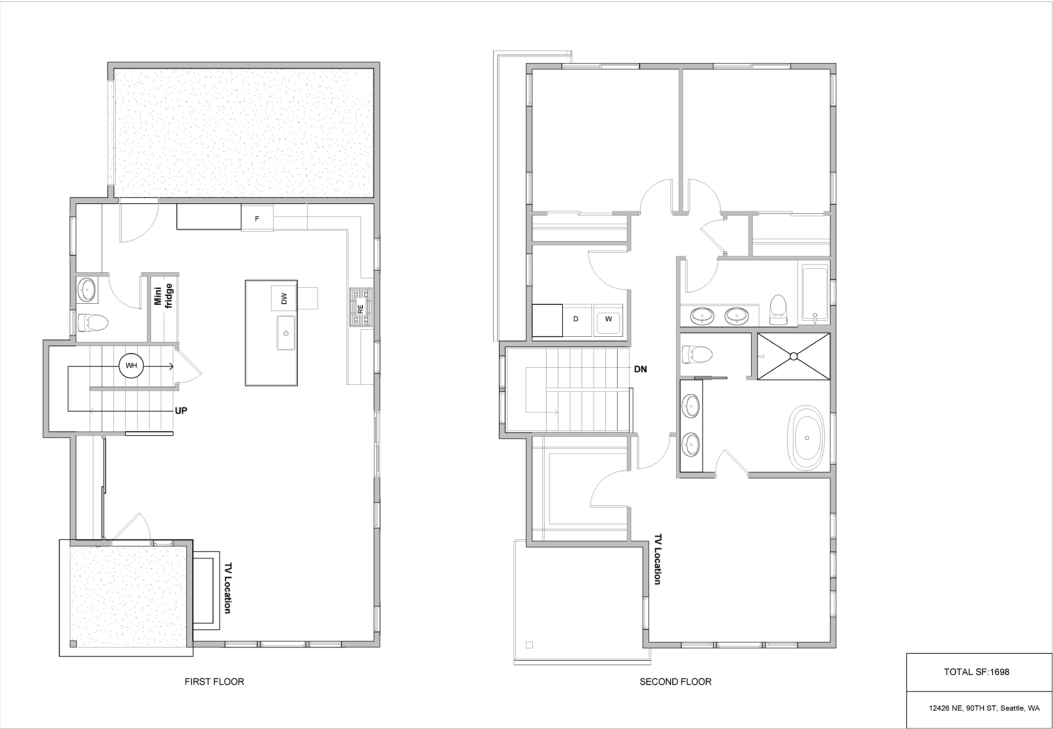 F
DW
RE
Mini
fridge
WH
UP
TV Location
FIRST FLOOR
D
W
DN
TV Location
SECOND FLOOR
TOTAL SF:1698
12426 NE, 90TH ST, Seattle, WA